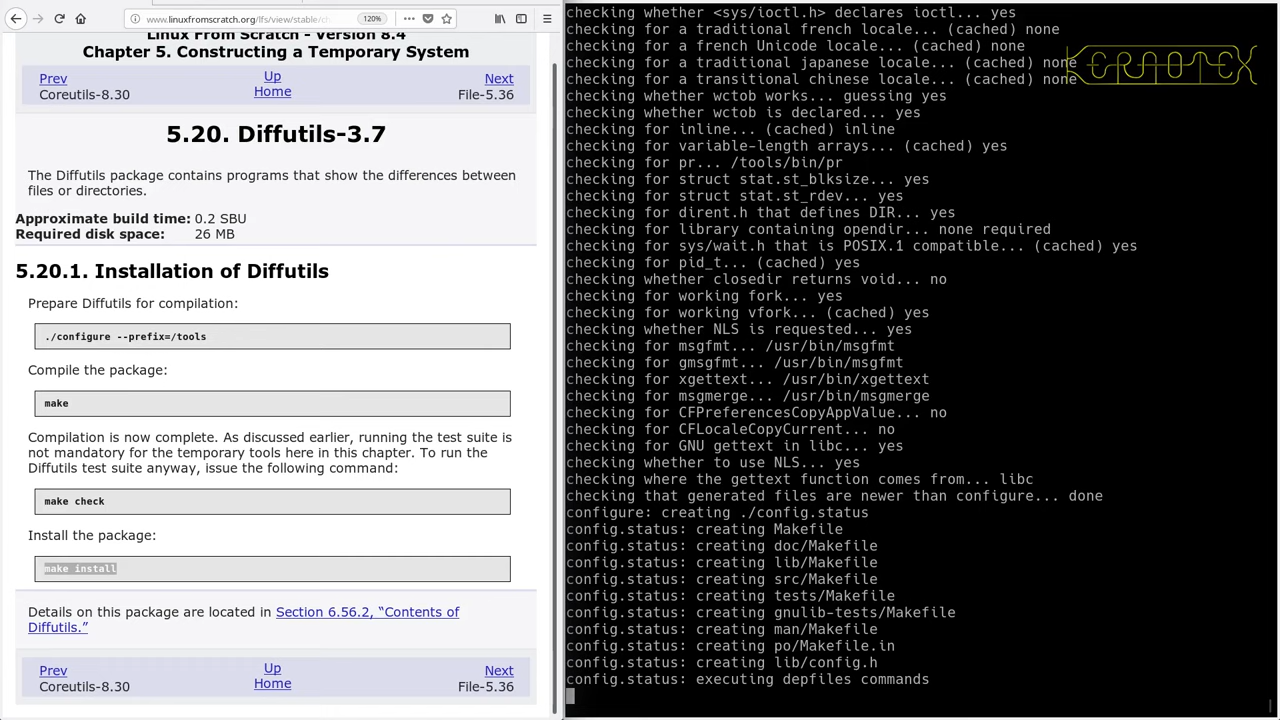 www.linuxfromscratch.org/lfs/view/stable/ch
120%
Linux From Scratch - Version 8.4
Chapter 5. Constructing a Temporary System
Prev
Up
Next
Coreutils-8.30
Home
File-5.36
5.20. Diffutils-3.7
The Diffutils package contains programs that show the differences between
files or directories.
Approximate build time: 0.2 SBU
Required disk space: 26 MB
5.20.1. Installation of Diffutils
Prepare Diffutils for compilation:
./configure --prefix=/tools
Compile the package:
make
Compilation is now complete. As discussed earlier, running the test suite is
not mandatory for the temporary tools here in this chapter. To run the
Diffutils test suite anyway, issue the following command:
make check
Install the package:
make install
Details on this package are located in Section 6.56.2, “Contents of
Diffutils.”
Prev
Up
Next
Coreutils-8.30
Home
File-5.36
checking whether <sys/ioctl.h> declares ioctl... yes
checking for a traditional french locale... (cached) none
checking for a french Unicode locale... (cached) none
checking for a traditional japanese locale... (cached) none
checking for a transitional chinese locale... (cached) none
checking whether wctob works... guessing yes
checking whether wctob is declared... yes
checking for inline... (cached) inline
checking for variable-length arrays... (cached) yes
checking for pr... /tools/bin/pr
checking for struct stat.st_blksize... yes
checking for struct stat.st_rdev... yes
checking for dirent.h that defines DIR... yes
checking for library containing opendir... none required
checking for sys/wait.h that is POSIX.1 compatible... (cached) yes
checking for pid_t... (cached) yes
checking whether closedir returns void... no
checking for working fork... yes
checking for working vfork... (cached) yes
checking whether NLS is requested... yes
checking for msgfmt... /usr/bin/msgfmt
checking for gmsgfmt... /usr/bin/msgfmt
checking for xgettext... /usr/bin/xgettext
checking for msgmerge... /usr/bin/msgmerge
checking for CFPreferencesCopyAppValue... no
checking for CFLocaleCopyCurrent... no
checking for GNU gettext in libc... yes
checking whether to use NLS... yes
checking where the gettext function comes from... libc
checking that generated files are newer than configure... done
configure: creating ./config.status
config.status: creating Makefile
config.status: creating doc/Makefile
config.status: creating lib/Makefile
config.status: creating src/Makefile
config.status: creating tests/Makefile
config.status: creating gnulib-tests/Makefile
config.status: creating man/Makefile
config.status: creating po/Makefile.in
config.status: creating lib/config.h
config.status: executing depfiles commands